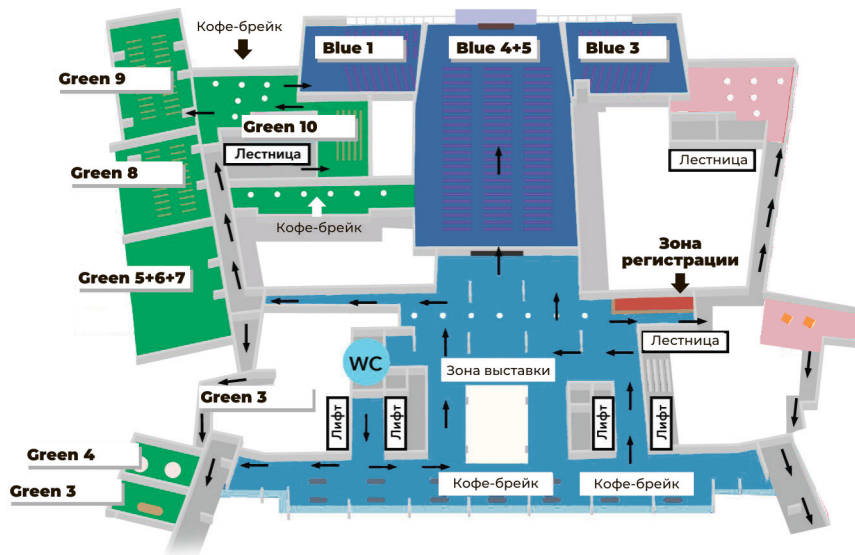 Кофе-брейк
Blue 1
Blue 4+5
Blue 3
Green 9
Green 10
Лестница
Лестница
Green 8
Кофе-брейк
Зона
регистрации
Green 5+6+7
Лестница
WC
Зона выставки
Green 3
Лифт
Лифт
Лифт
Лифт
Green 4
Green 3
Кофе-брейк
Кофе-брейк